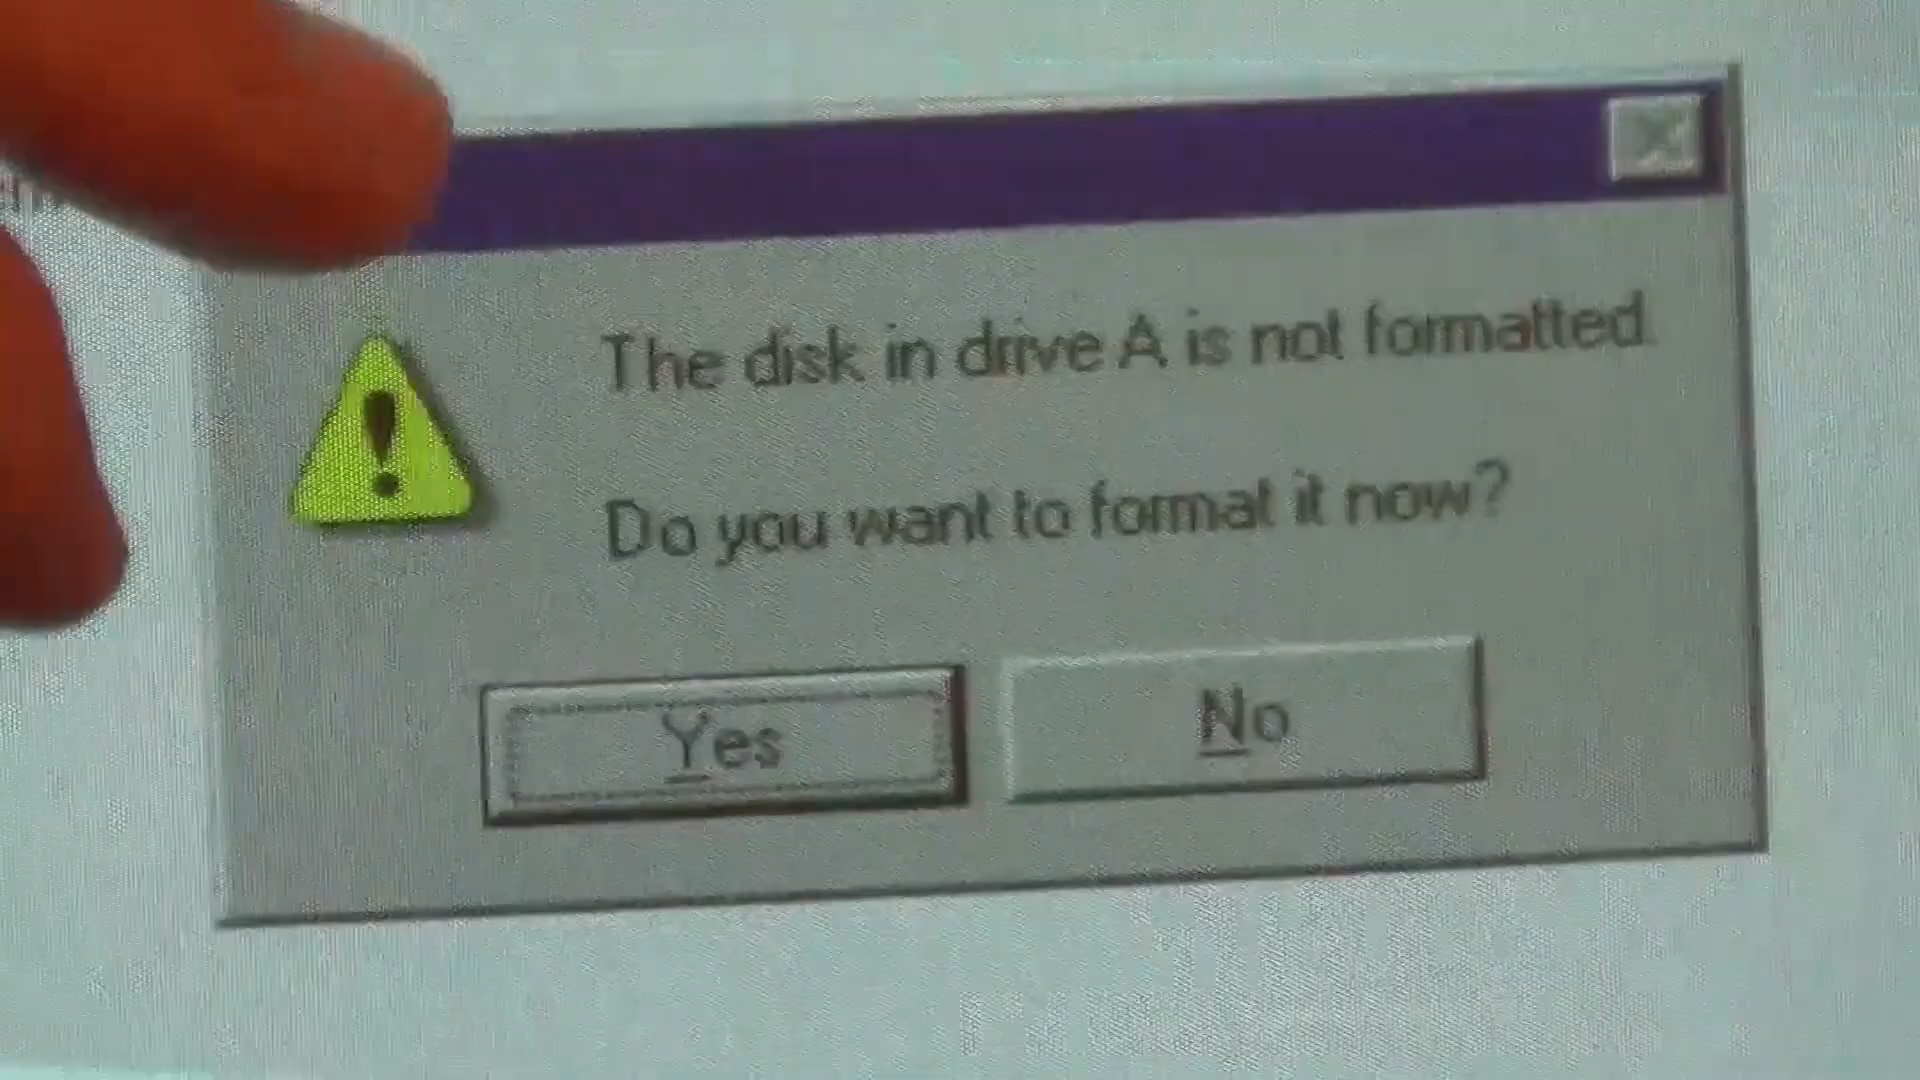 The disk in drive A is not formatted.
Do you want to format it now?
Yes
No